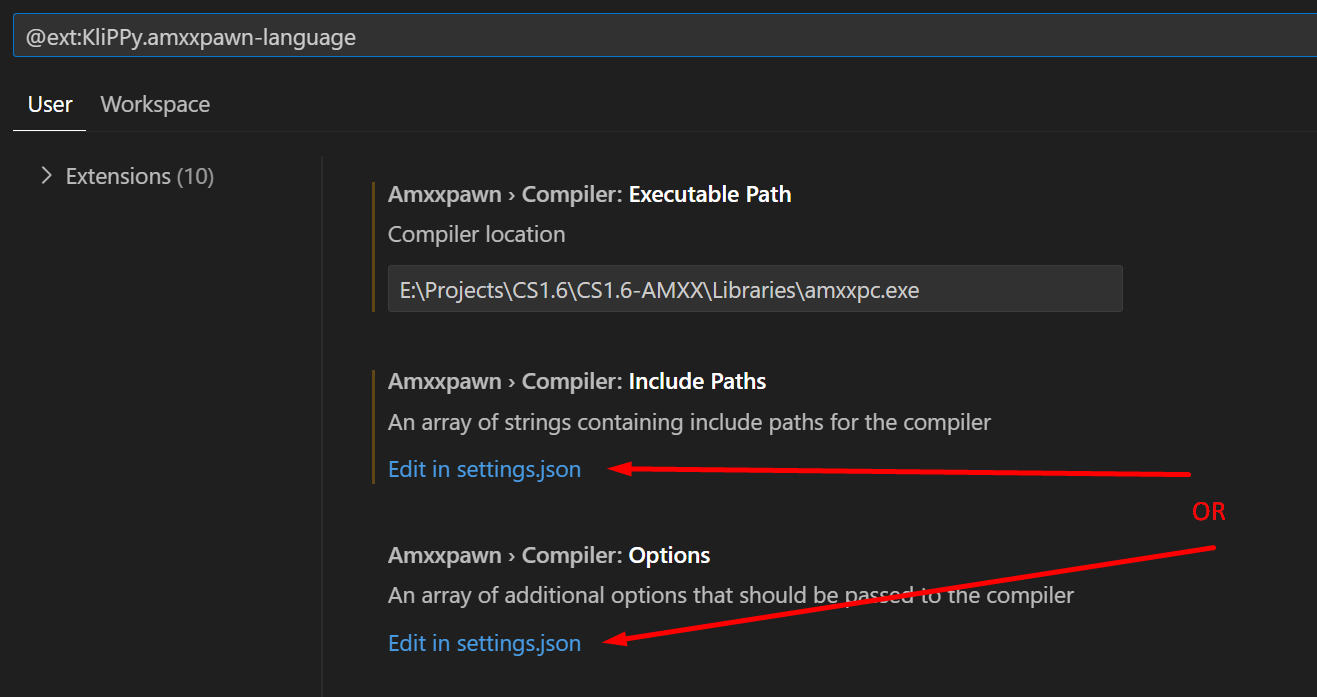 @ext:KliPPy.amxxpawn-language
User Workspace
Extensions (10)
Amxxpawn › Compiler: Executable Path
Compiler location
E:\Projects\CS1.6\CS1.6-AMXX\Libraries\amxxpc.exe
Amxxpawn › Compiler: Include Paths
An array of strings containing include paths for the compiler
Edit in settings.json
OR
Amxxpawn › Compiler: Options
An array of additional options that should be passed to the compiler
Edit in settings.json